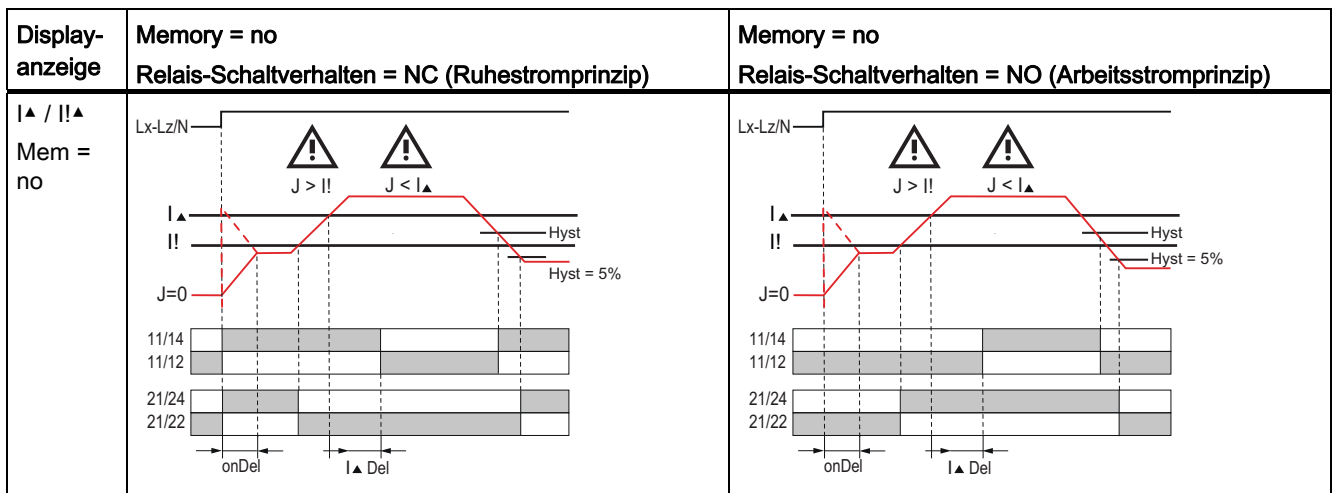 Display-
anzeige
Memory = no
Relais-Schaltverhalten = NC (Ruhestromprinzip)
Memory = no
Relais-Schaltverhalten = NO (Arbeitsstromprinzip)
I▲ / I!▲
Mem =
no
Lx-Lz/N
J > I!
J < I▲
I▲
I!
J=0
Hyst
Hyst = 5%
11/14
11/12
21/24
21/22
onDel
I▲ Del
Lx-Lz/N
J > I!
J < I▲
I▲
I!
J=0
Hyst
Hyst = 5%
11/14
11/12
21/24
21/22
onDel
I▲ Del